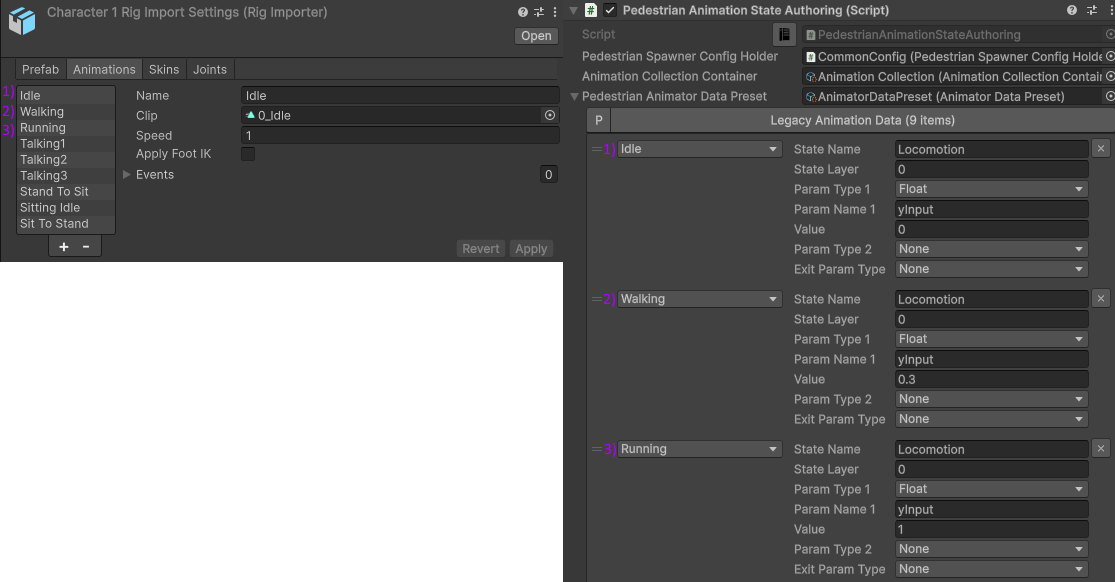 Character 1 Rig Import Settings (Rig Importer)
Open
Prefab Animations Skins Joints
1) Idle
2) Walking
3) Running
Talking1
Talking2
Talking3
Stand To Sit
Sitting Idle
Sit To Stand
+ -
Name Idle
Clip 0_Idle
Speed 1
Apply Foot IK
Events 0
Revert Apply
# Pedestrian Animation State Authoring (Script)
Script # PedestrianAnimationStateAuthoring
Pedestrian Spawner Config Holder # CommonConfig (Pedestrian Spawner Config Holde
Animation Collection Container Animation Collection (Animation Collection Contain
Pedestrian Animator Data Preset AnimatorDataPreset (Animator Data Preset)
P Legacy Animation Data (9 items)
1) Idle State Name Locomotion
State Layer 0
Param Type 1 Float
Param Name 1 yInput
Value 0
Param Type 2 None
Exit Param Type None
2) Walking State Name Locomotion
State Layer 0
Param Type 1 Float
Param Name 1 yInput
Value 0.3
Param Type 2 None
Exit Param Type None
3) Running State Name Locomotion
State Layer 0
Param Type 1 Float
Param Name 1 yInput
Value 1
Param Type 2 None
Exit Param Type None